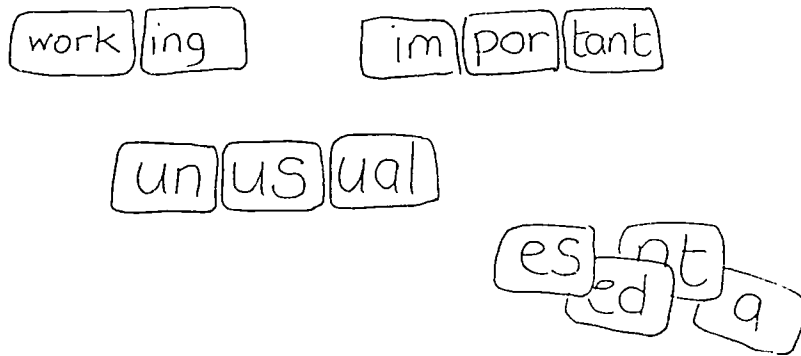 work ing im por tant
un us ual
es nt
ed a